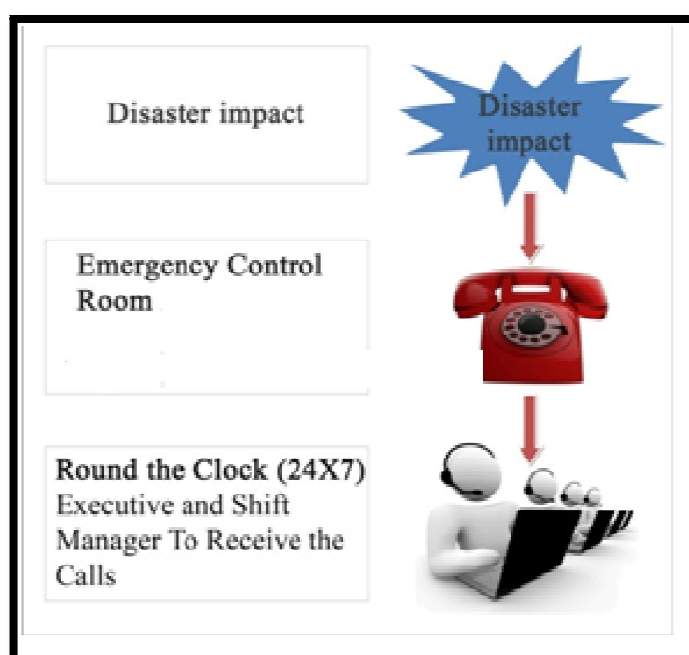 Disaster impact
Disaster
impact
Emergency Control
Room
Round the Clock (24X7)
Executive and Shift
Manager To Receive the
Calls